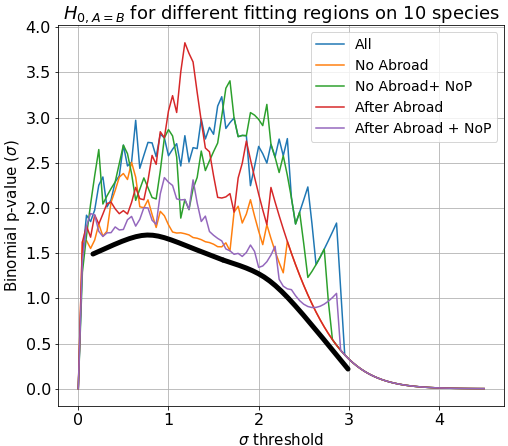 H0,A=B for different fitting regions on 10 species
All
No Abroad
No Abroad+ NoP
After Abroad
After Abroad + NoP
Binomial p-value (σ)
4.0
3.5
3.0
2.5
2.0
1.5
1.0
0.5
0.0
0 1 2 3 4
σ threshold